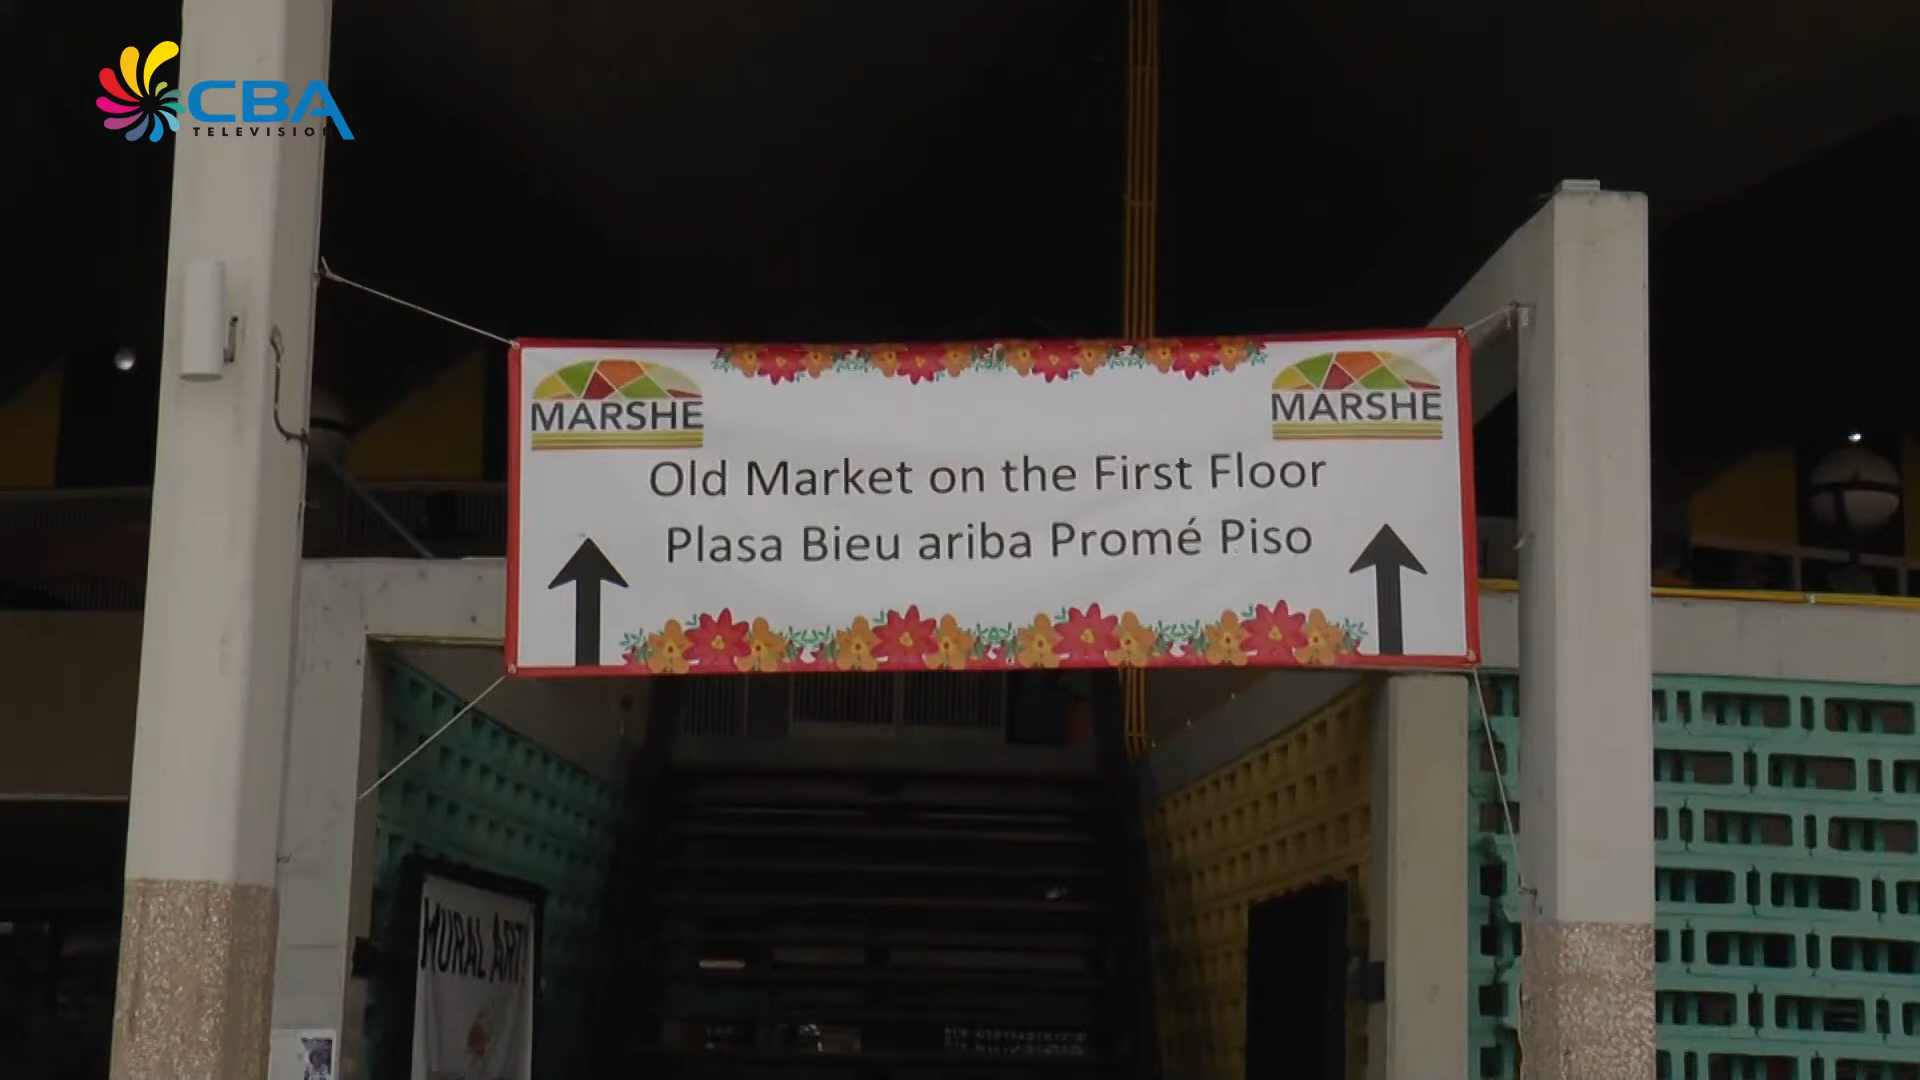 CBA
TELEVISION
MARSHE
MARSHE
Old Market on the First Floor
Plasa Bieu ariba Promé Piso
MURAL ART!